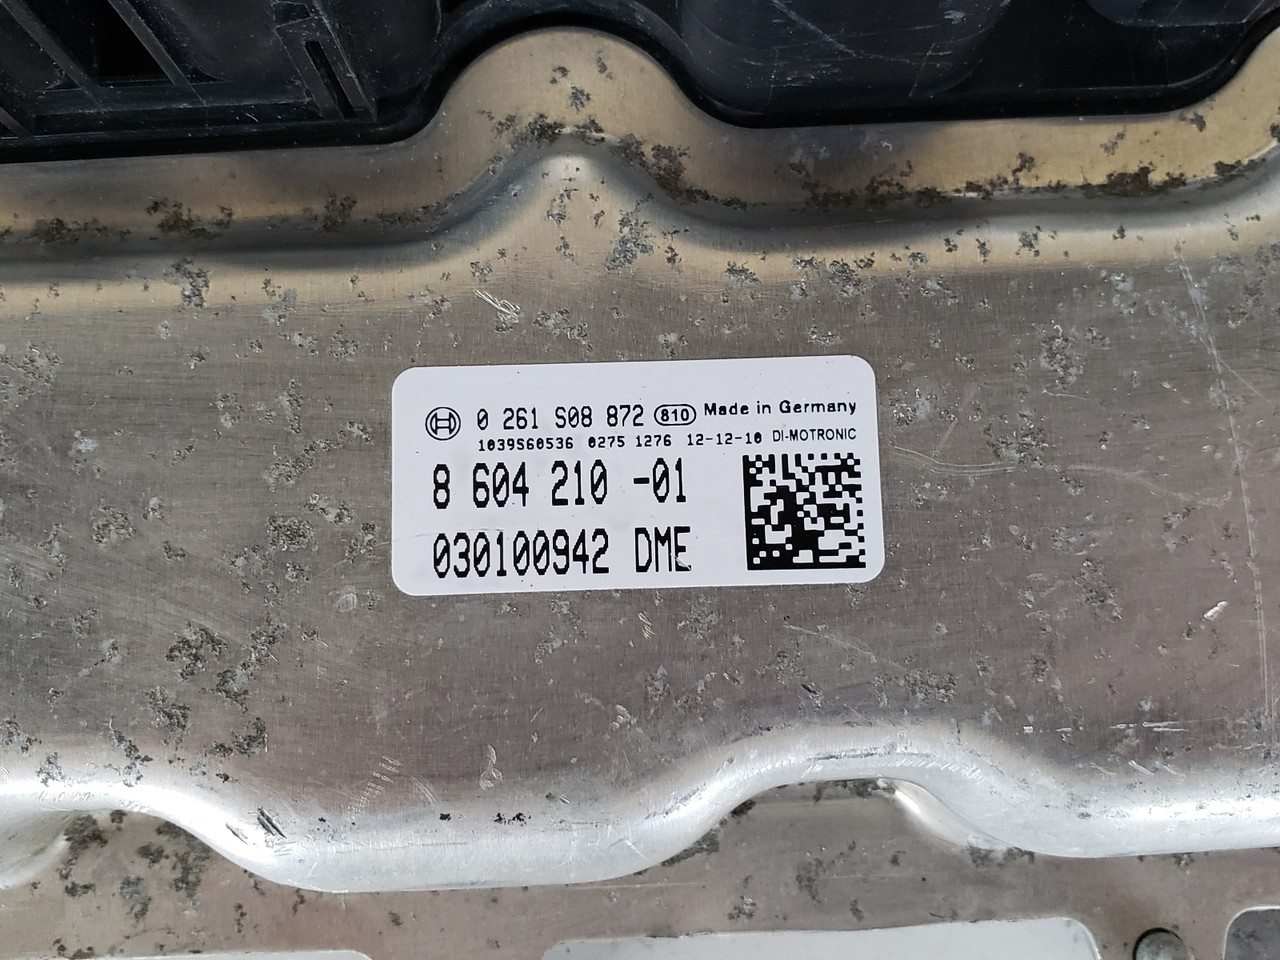 0 261 S08 872 810 Made in Germany
1039S60536 0275 1276 12-12-10 DI-MOTRONIC
8 604 210 -01
030100942 DME